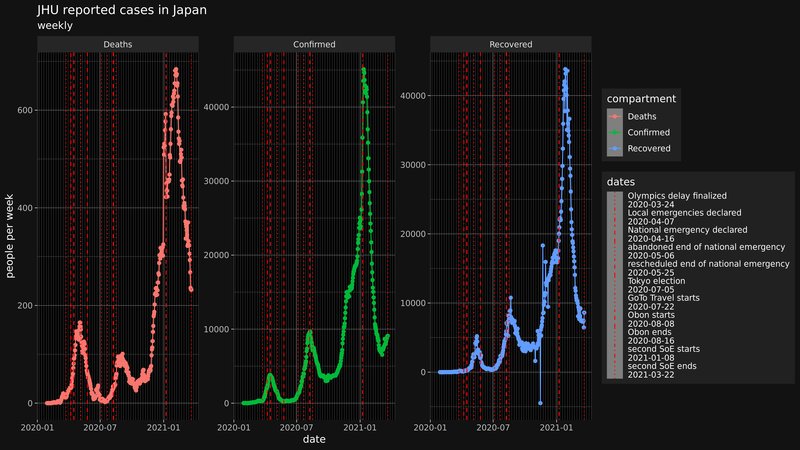 JHU reported cases in Japan
weekly
Deaths
Confirmed
Recovered
people per week
600
400
200
0
40000
30000
20000
10000
0
40000
30000
20000
10000
0
2020-01
2020-07
2021-01
2020-01
2020-07
2021-01
2020-01
2020-07
2021-01
date
compartment
Deaths
Confirmed
Recovered
dates
Olympics delay finalized
2020-03-24
Local emergencies declared
2020-04-07
National emergency declared
2020-04-16
abandoned end of national emergency
2020-05-06
rescheduled end of national emergency
2020-05-25
Tokyo election
2020-07-05
GoTo Travel starts
2020-07-22
Obon starts
2020-08-08
Obon ends
2020-08-16
second SoE starts
2021-01-08
second SoE ends
2021-03-22